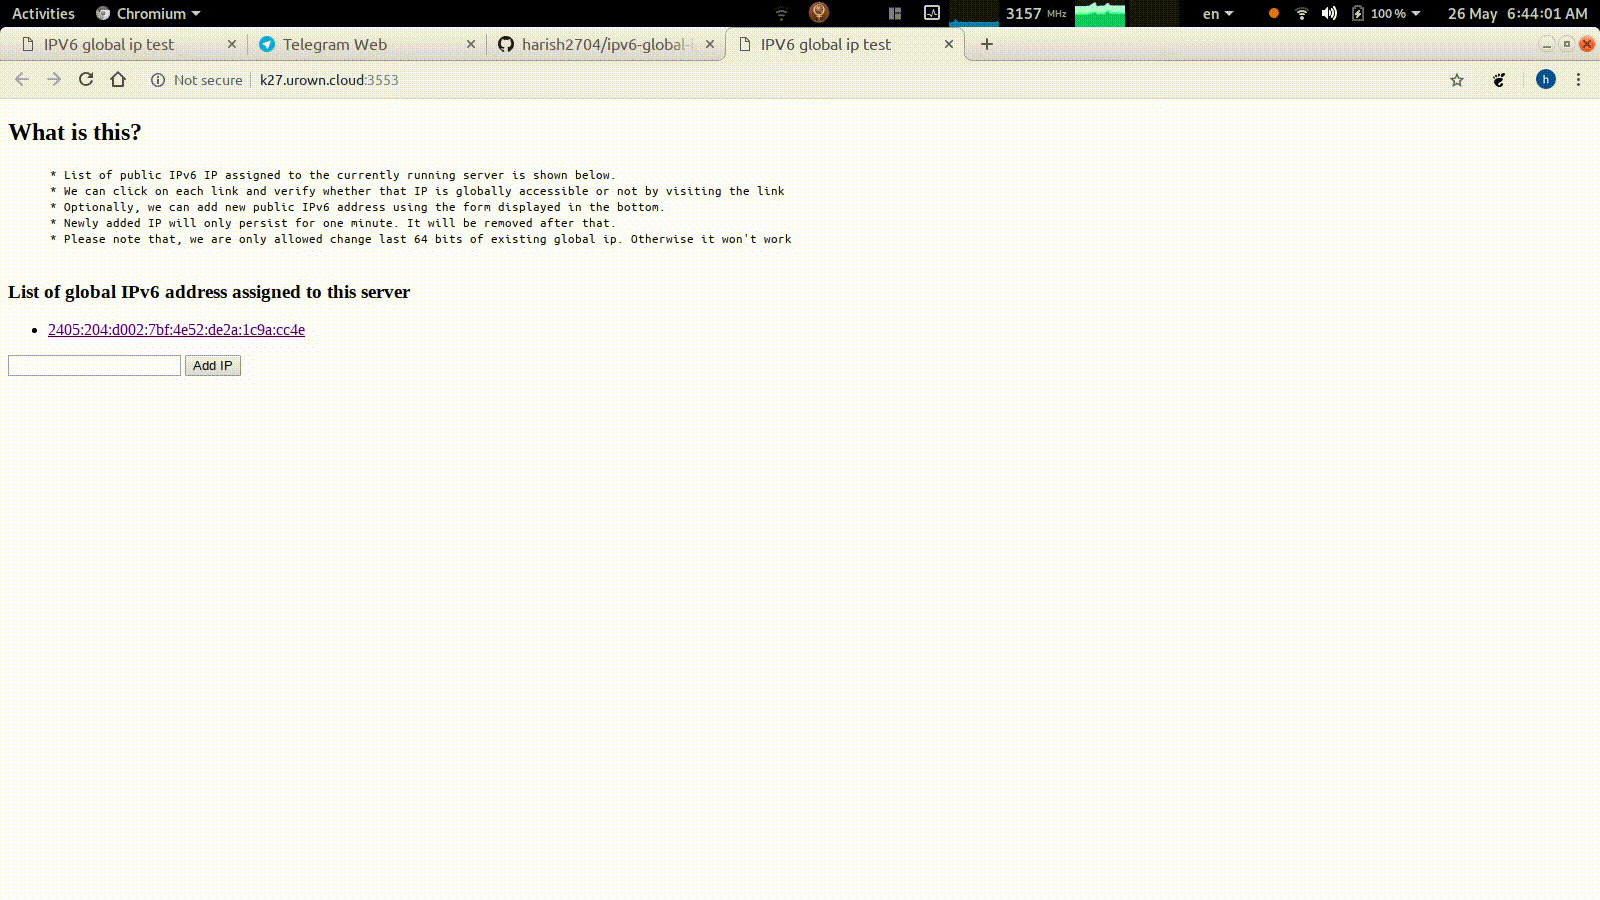 Activities Chromium 3157 MHz en 100 % 26 May 6:44:01 AM
IPV6 global ip test Telegram Web harish2704/ipv6-global-i IPV6 global ip test
Not secure k27.urown.cloud:3553 h
What is this?
* List of public IPv6 IP assigned to the currently running server is shown below.
* We can click on each link and verify whether that IP is globally accessible or not by visiting the link
* Optionally, we can add new public IPv6 address using the form displayed in the bottom.
* Newly added IP will only persist for one minute. It will be removed after that.
* Please note that, we are only allowed change last 64 bits of existing global ip. Otherwise it won't work
List of global IPv6 address assigned to this server
• 2405:204:d002:7bf:4e52:de2a:1c9a:cc4e
Add IP